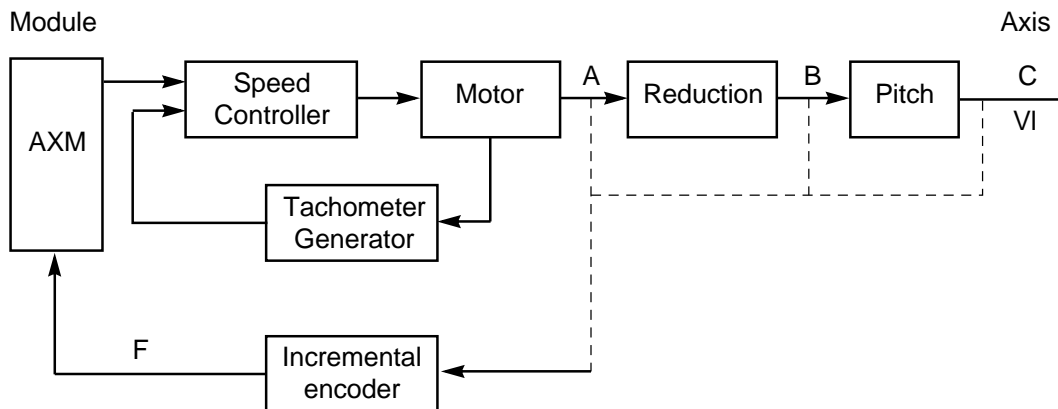 Module
Axis
AXM
Speed
Controller
Motor
A
Reduction
B
Pitch
C
VI
Tachometer
Generator
F
Incremental
encoder